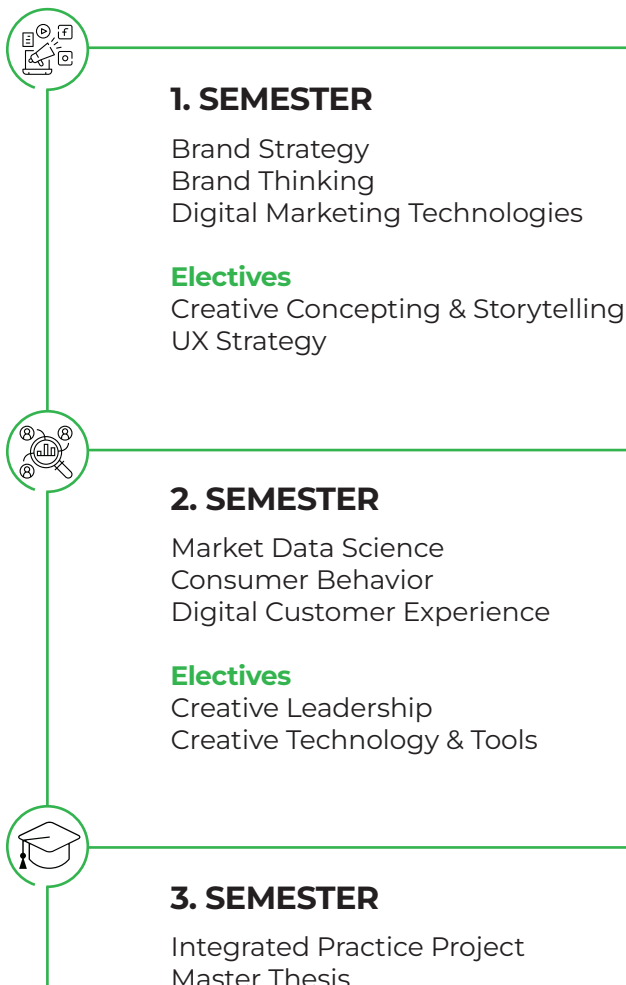 1. SEMESTER
Brand Strategy
Brand Thinking
Digital Marketing Technologies
Electives
Creative Concepting & Storytelling
UX Strategy
2. SEMESTER
Market Data Science
Consumer Behavior
Digital Customer Experience
Electives
Creative Leadership
Creative Technology & Tools
3. SEMESTER
Integrated Practice Project
Master Thesis